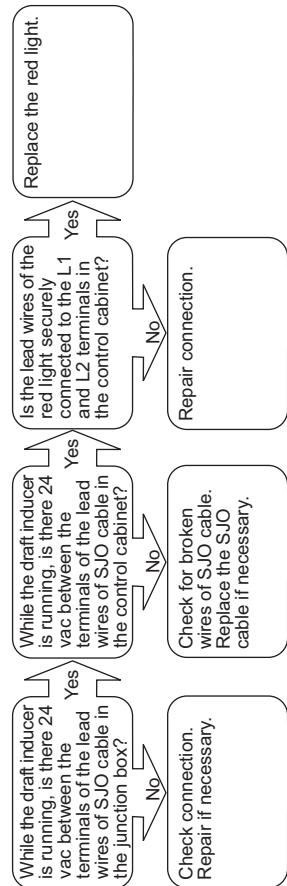 While the draft inducer
is running, is there 24
vac between the
terminals of the lead
wires of SJO cable in
the junction box?
Yes
No
Check connection.
Repair if necessary.
While the draft inducer
is running, is there 24
vac between the
terminals of the lead
wires of SJO cable in
the control cabinet?
Yes
No
Check for broken
wires of SJO cable.
Replace the SJO
cable if necessary.
Is the lead wires of the
red light securely
connected to the L1
and L2 terminals in
the control cabinet?
Yes
No
Repair connection.
Replace the red light.